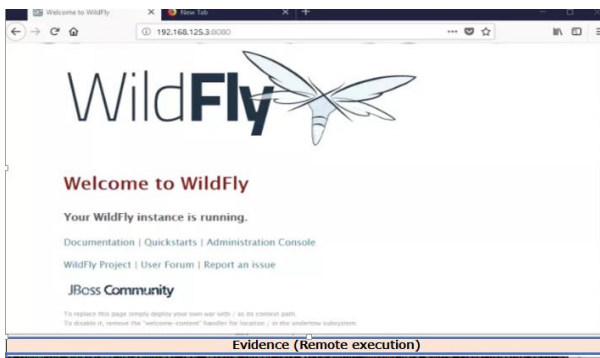 Welcome to WildFly
New Tab
192.168.125.3:8080
WildFly
Welcome to WildFly
Your WildFly instance is running.
Documentation | Quickstarts | Administration Console
WildFly Project | User Forum | Report an issue
JBoss Community
To replace this page simply deploy your own war with / as its context path.
To disable it, remove the "welcome-content" handler for location / in the undertow subsystem.
Evidence (Remote execution)